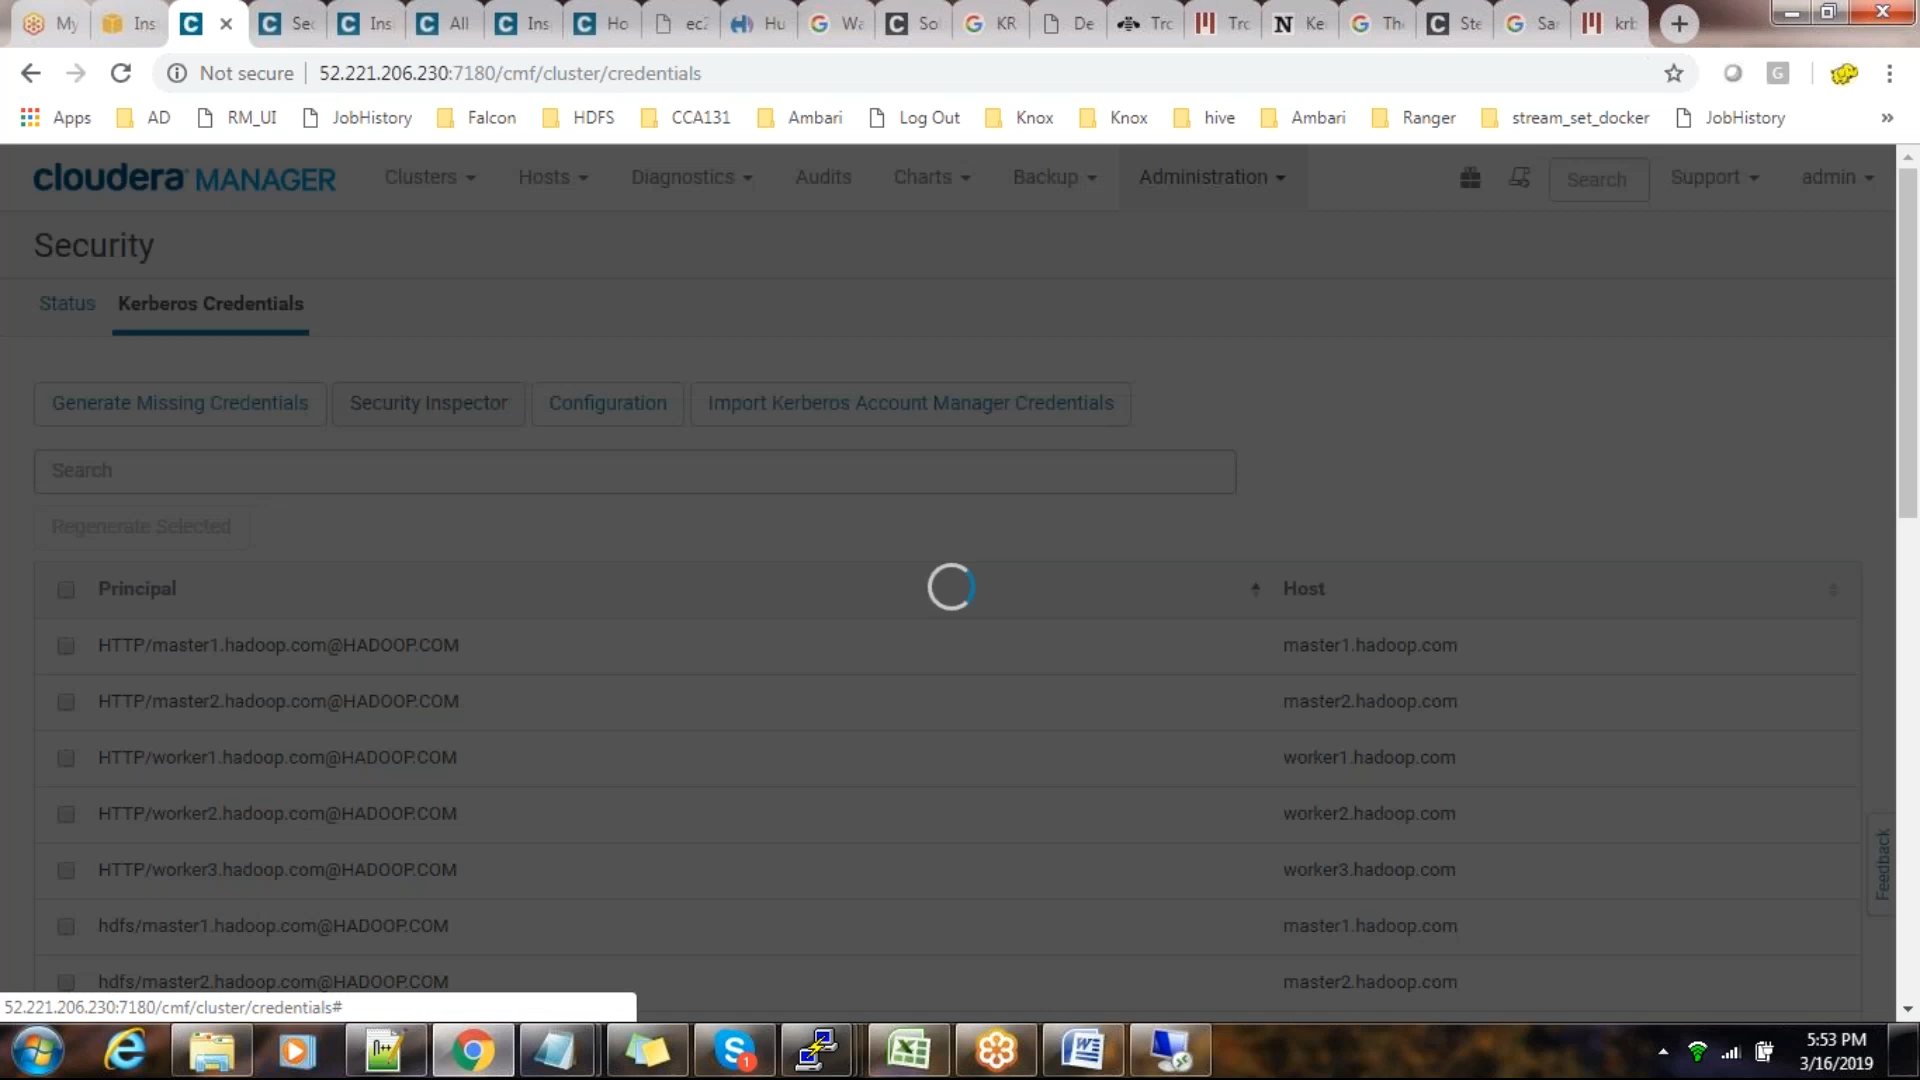 My Ins Sec Ins All Ins Ho ec2 Hu Wa So KR De Trc Trc Ke The Ste Sar krb
Not secure 52.221.206.230:7180/cmf/cluster/credentials G
Apps AD RM_UI JobHistory Falcon HDFS CCA131 Ambari Log Out Knox Knox hive Ambari Ranger stream_set_docker JobHistory »
cloudera MANAGER Clusters Hosts Diagnostics Audits Charts Backup Administration Search Support admin
Security
Status Kerberos Credentials
Generate Missing Credentials Security Inspector Configuration Import Kerberos Account Manager Credentials
Search
Regenerate Selected
Principal Host
HTTP/master1.hadoop.com@HADOOP.COM master1.hadoop.com
HTTP/master2.hadoop.com@HADOOP.COM master2.hadoop.com
HTTP/worker1.hadoop.com@HADOOP.COM worker1.hadoop.com
HTTP/worker2.hadoop.com@HADOOP.COM worker2.hadoop.com
HTTP/worker3.hadoop.com@HADOOP.COM worker3.hadoop.com
hdfs/master1.hadoop.com@HADOOP.COM master1.hadoop.com
hdfs/master2.hadoop.com@HADOOP.COM master2.hadoop.com
Feedback
52.221.206.230:7180/cmf/cluster/credentials#
5:53 PM
3/16/2019